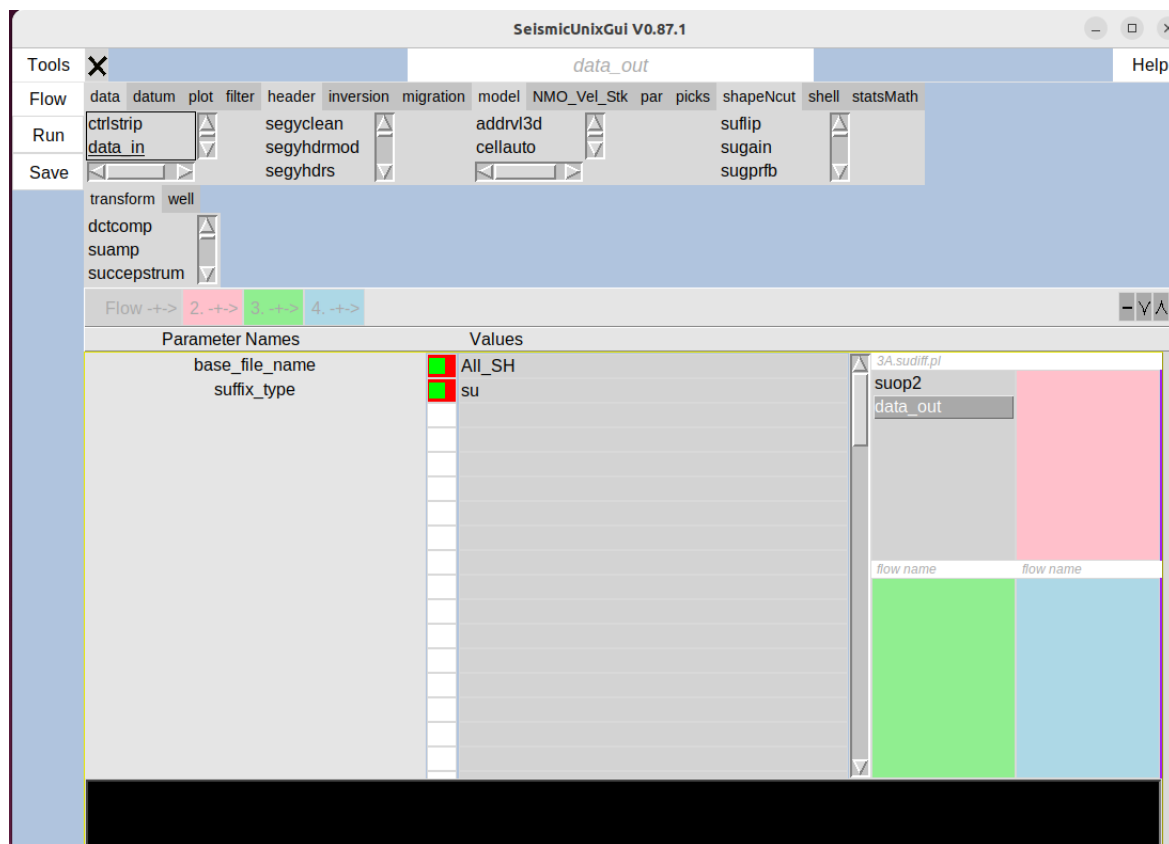 SeismicUnixGui V0.87.1
Tools data_out Help
Flow data datum plot filter header inversion migration model NMO_Vel_Stk par picks shapeNcut shell statsMath
ctrlstrip segyclean addrvl3d suflip
Run data_in segyhdrmod cellauto sugain
Save segyhdrs sugprfb
transform well
dctcomp
suamp
succepstrum
Flow -+-> 2. -+-> 3. -+-> 4. -+->
Parameter Names Values
base_file_name All_SH 3A.sudiff.pl
suffix_type su suop2
data_out
flow name flow name